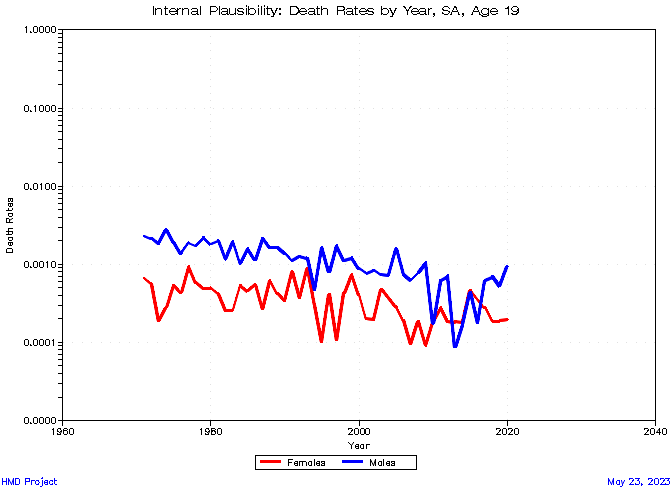 Internal Plausibility: Death Rates by Year, SA, Age 19
1.0000
0.1000
0.0100
0.0010
0.0001
0.0000
Death Rates
1960
1980
2000
2020
2040
Year
Females
Males
HMD Project
May 23, 2023